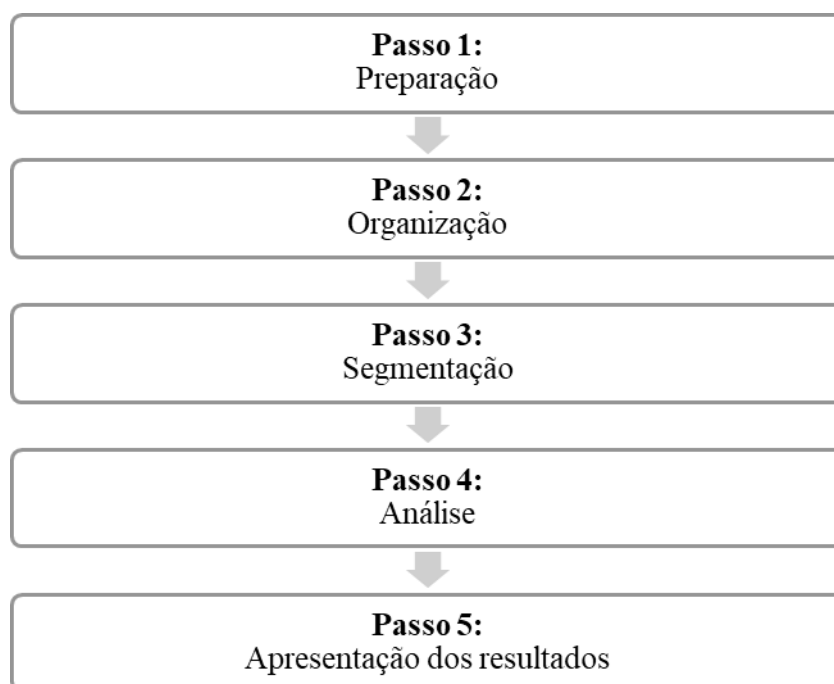 Passo 1:
Preparação
Passo 2:
Organização
Passo 3:
Segmentação
Passo 4:
Análise
Passo 5:
Apresentação dos resultados